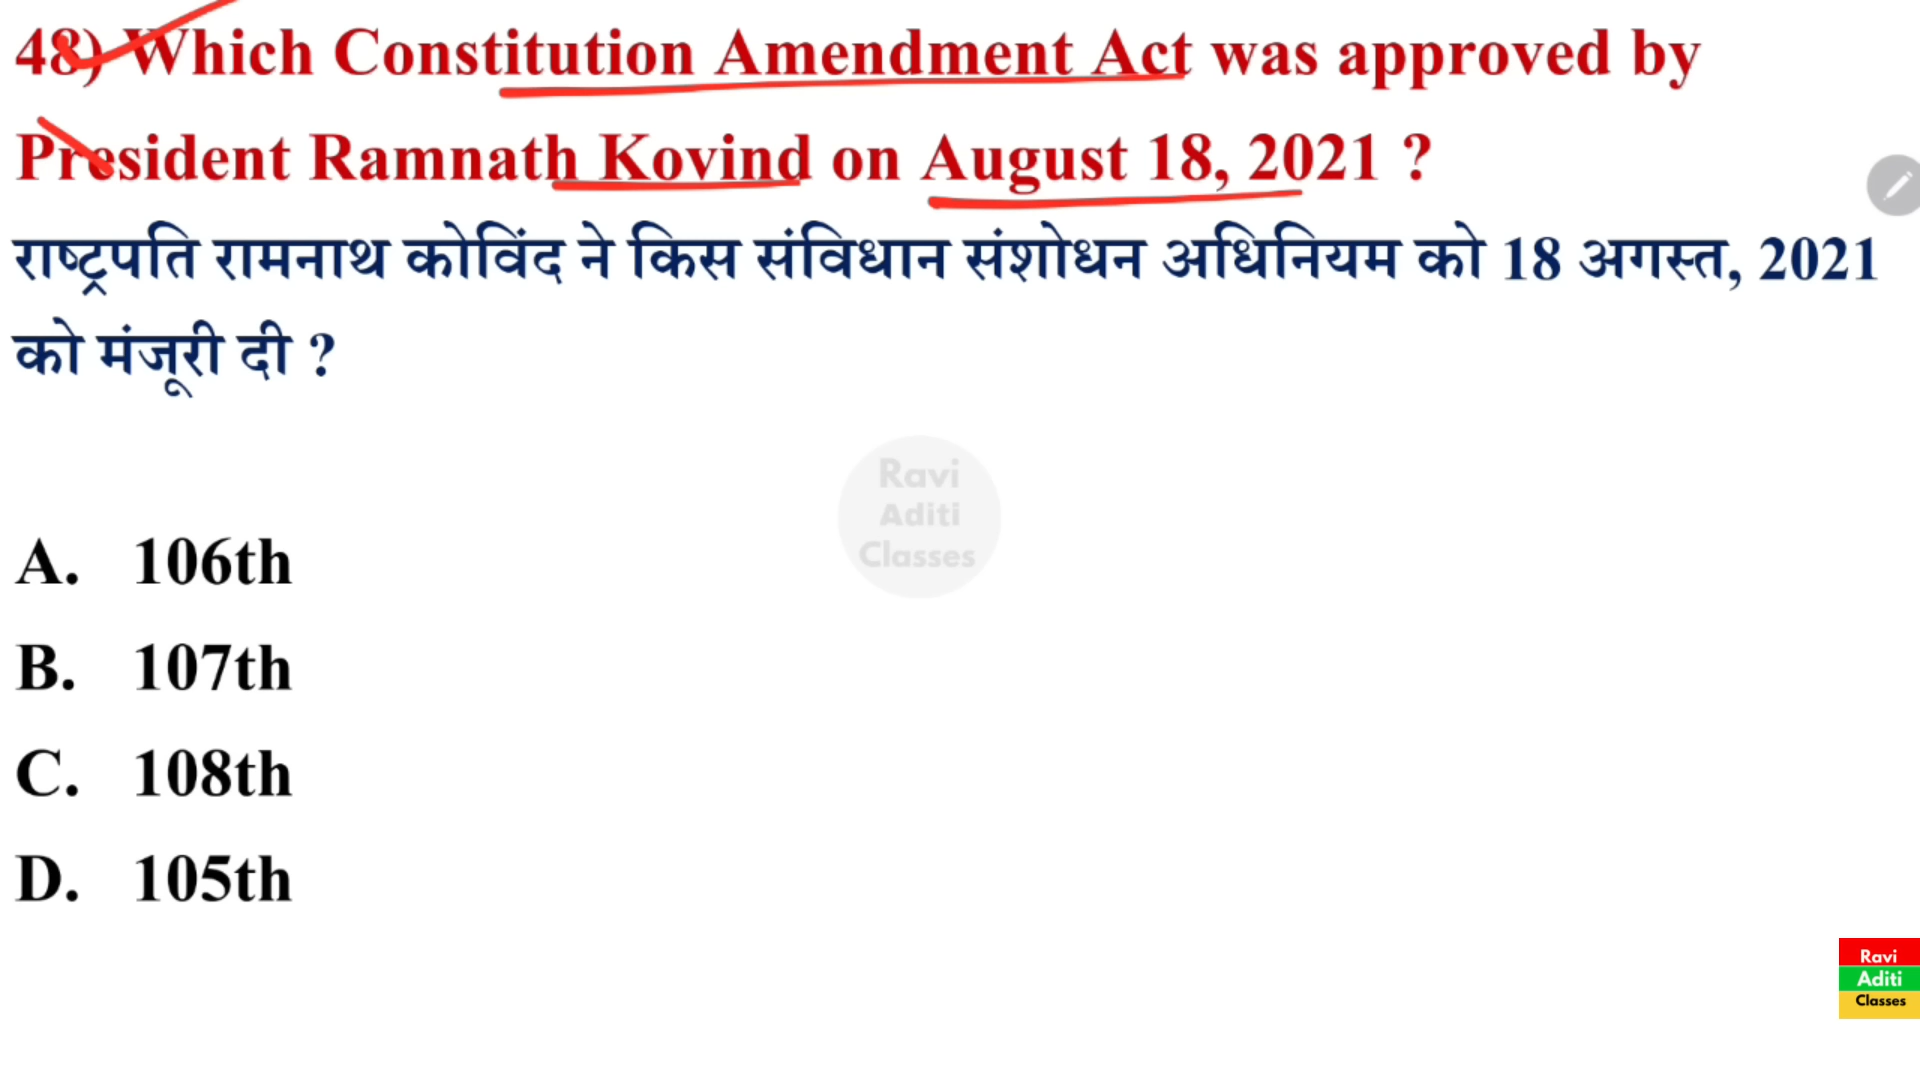 48) Which Constitution Amendment Act was approved by
President Ramnath Kovind on August 18, 2021 ?
राष्ट्रपति रामनाथ कोविंद ने किस संविधान संशोधन अधिनियम को 18 अगस्त, 2021
को मंजूरी दी ?
Ravi
Aditi
Classes
A. 106th
B. 107th
C. 108th
D. 105th
Ravi
Aditi
Classes